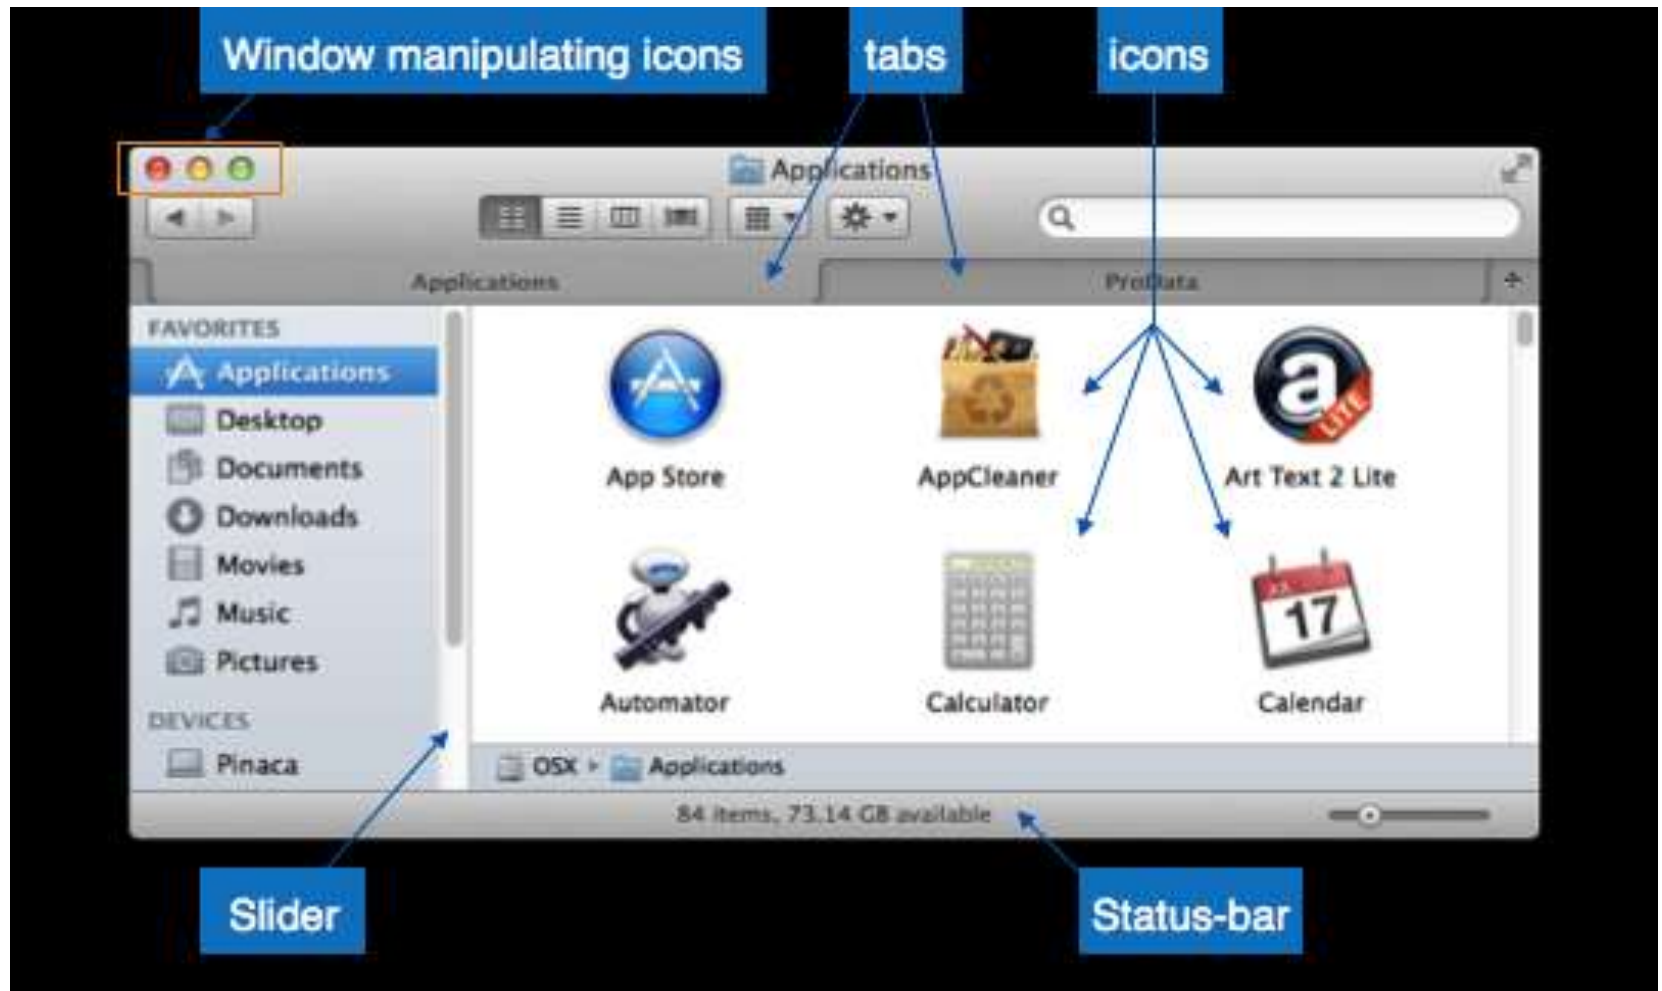 Window manipulating icons
tabs
icons
Applications
Applications
ProData
+
FAVORITES
Applications
Desktop
Documents
Downloads
Movies
Music
Pictures
DEVICES
Pinaca
App Store
AppCleaner
a
LITE
Art Text 2 Lite
Automator
Calculator
17
Calendar
OSX ▸ Applications
84 items, 73.14 GB available
Slider
Status-bar